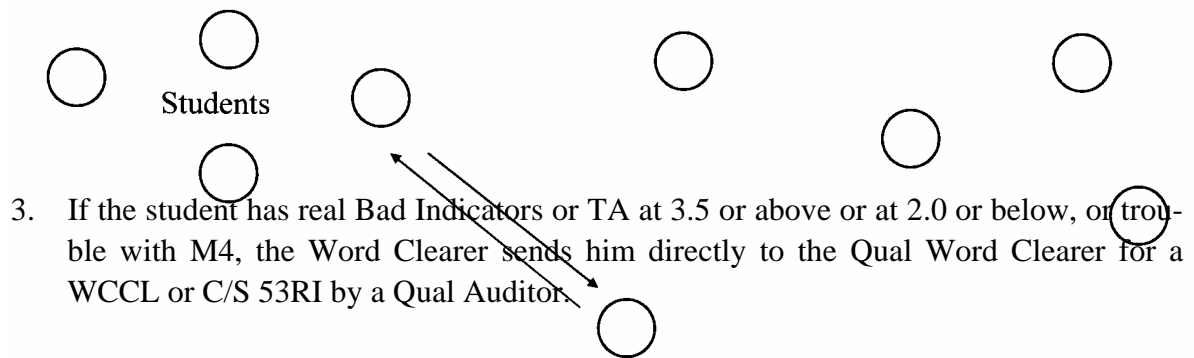 Students
3. If the student has real Bad Indicators or TA at 3.5 or above or at 2.0 or below, or trou-
ble with M4, the Word Clearer sends him directly to the Qual Word Clearer for a
WCCL or C/S 53RI by a Qual Auditor.